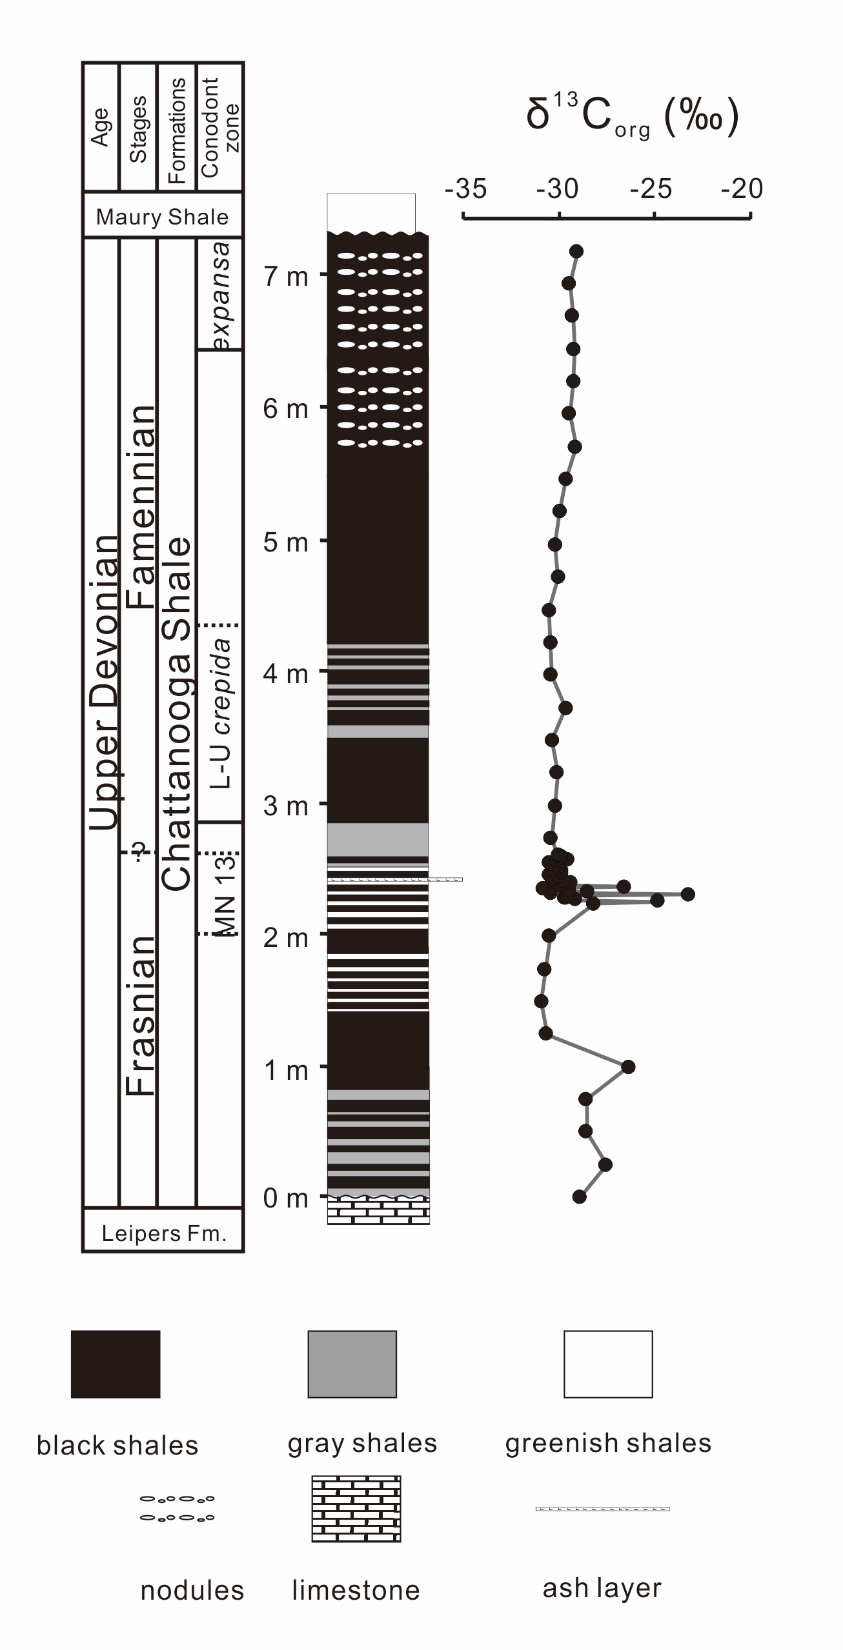 Age
Stages
Formations
Conodont
zone
δ¹³Corg (‰)
-35 -30 -25 -20
Maury Shale
expansa
7 m
6 m
Famennian
5 m
Upper Devonian
Chattanooga Shale
L-U crepida
4 m
3 m
?
MN 13
2 m
Frasnian
1 m
0 m
Leipers Fm.
black shales
gray shales
greenish shales
nodules
limestone
ash layer